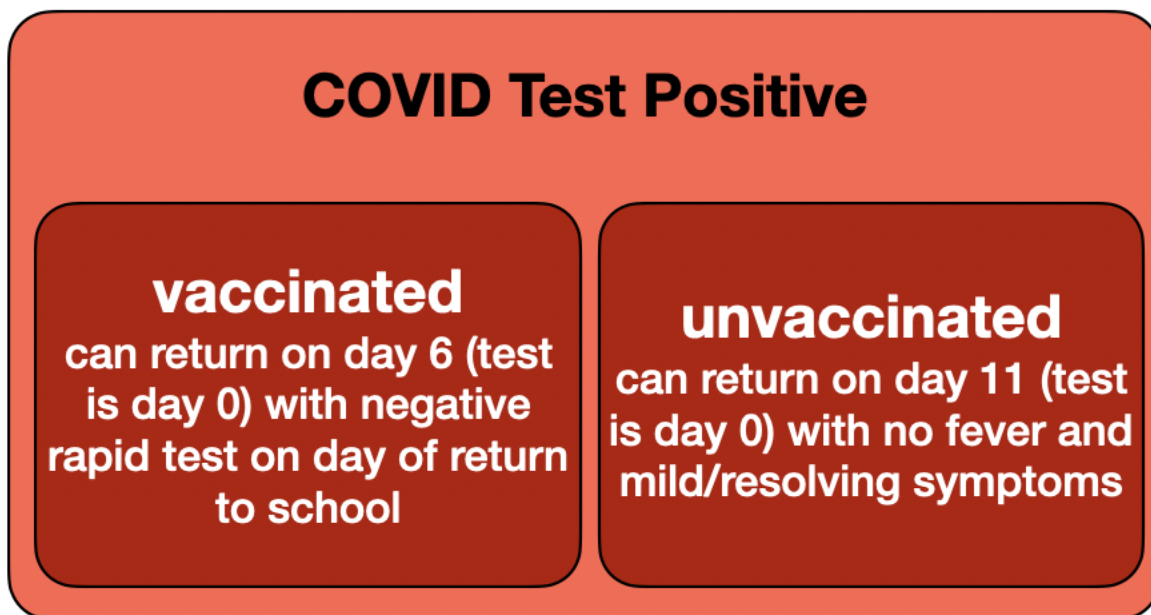 COVID Test Positive
vaccinated
can return on day 6 (test
is day 0) with negative
rapid test on day of return
to school
unvaccinated
can return on day 11 (test
is day 0) with no fever and
mild/resolving symptoms